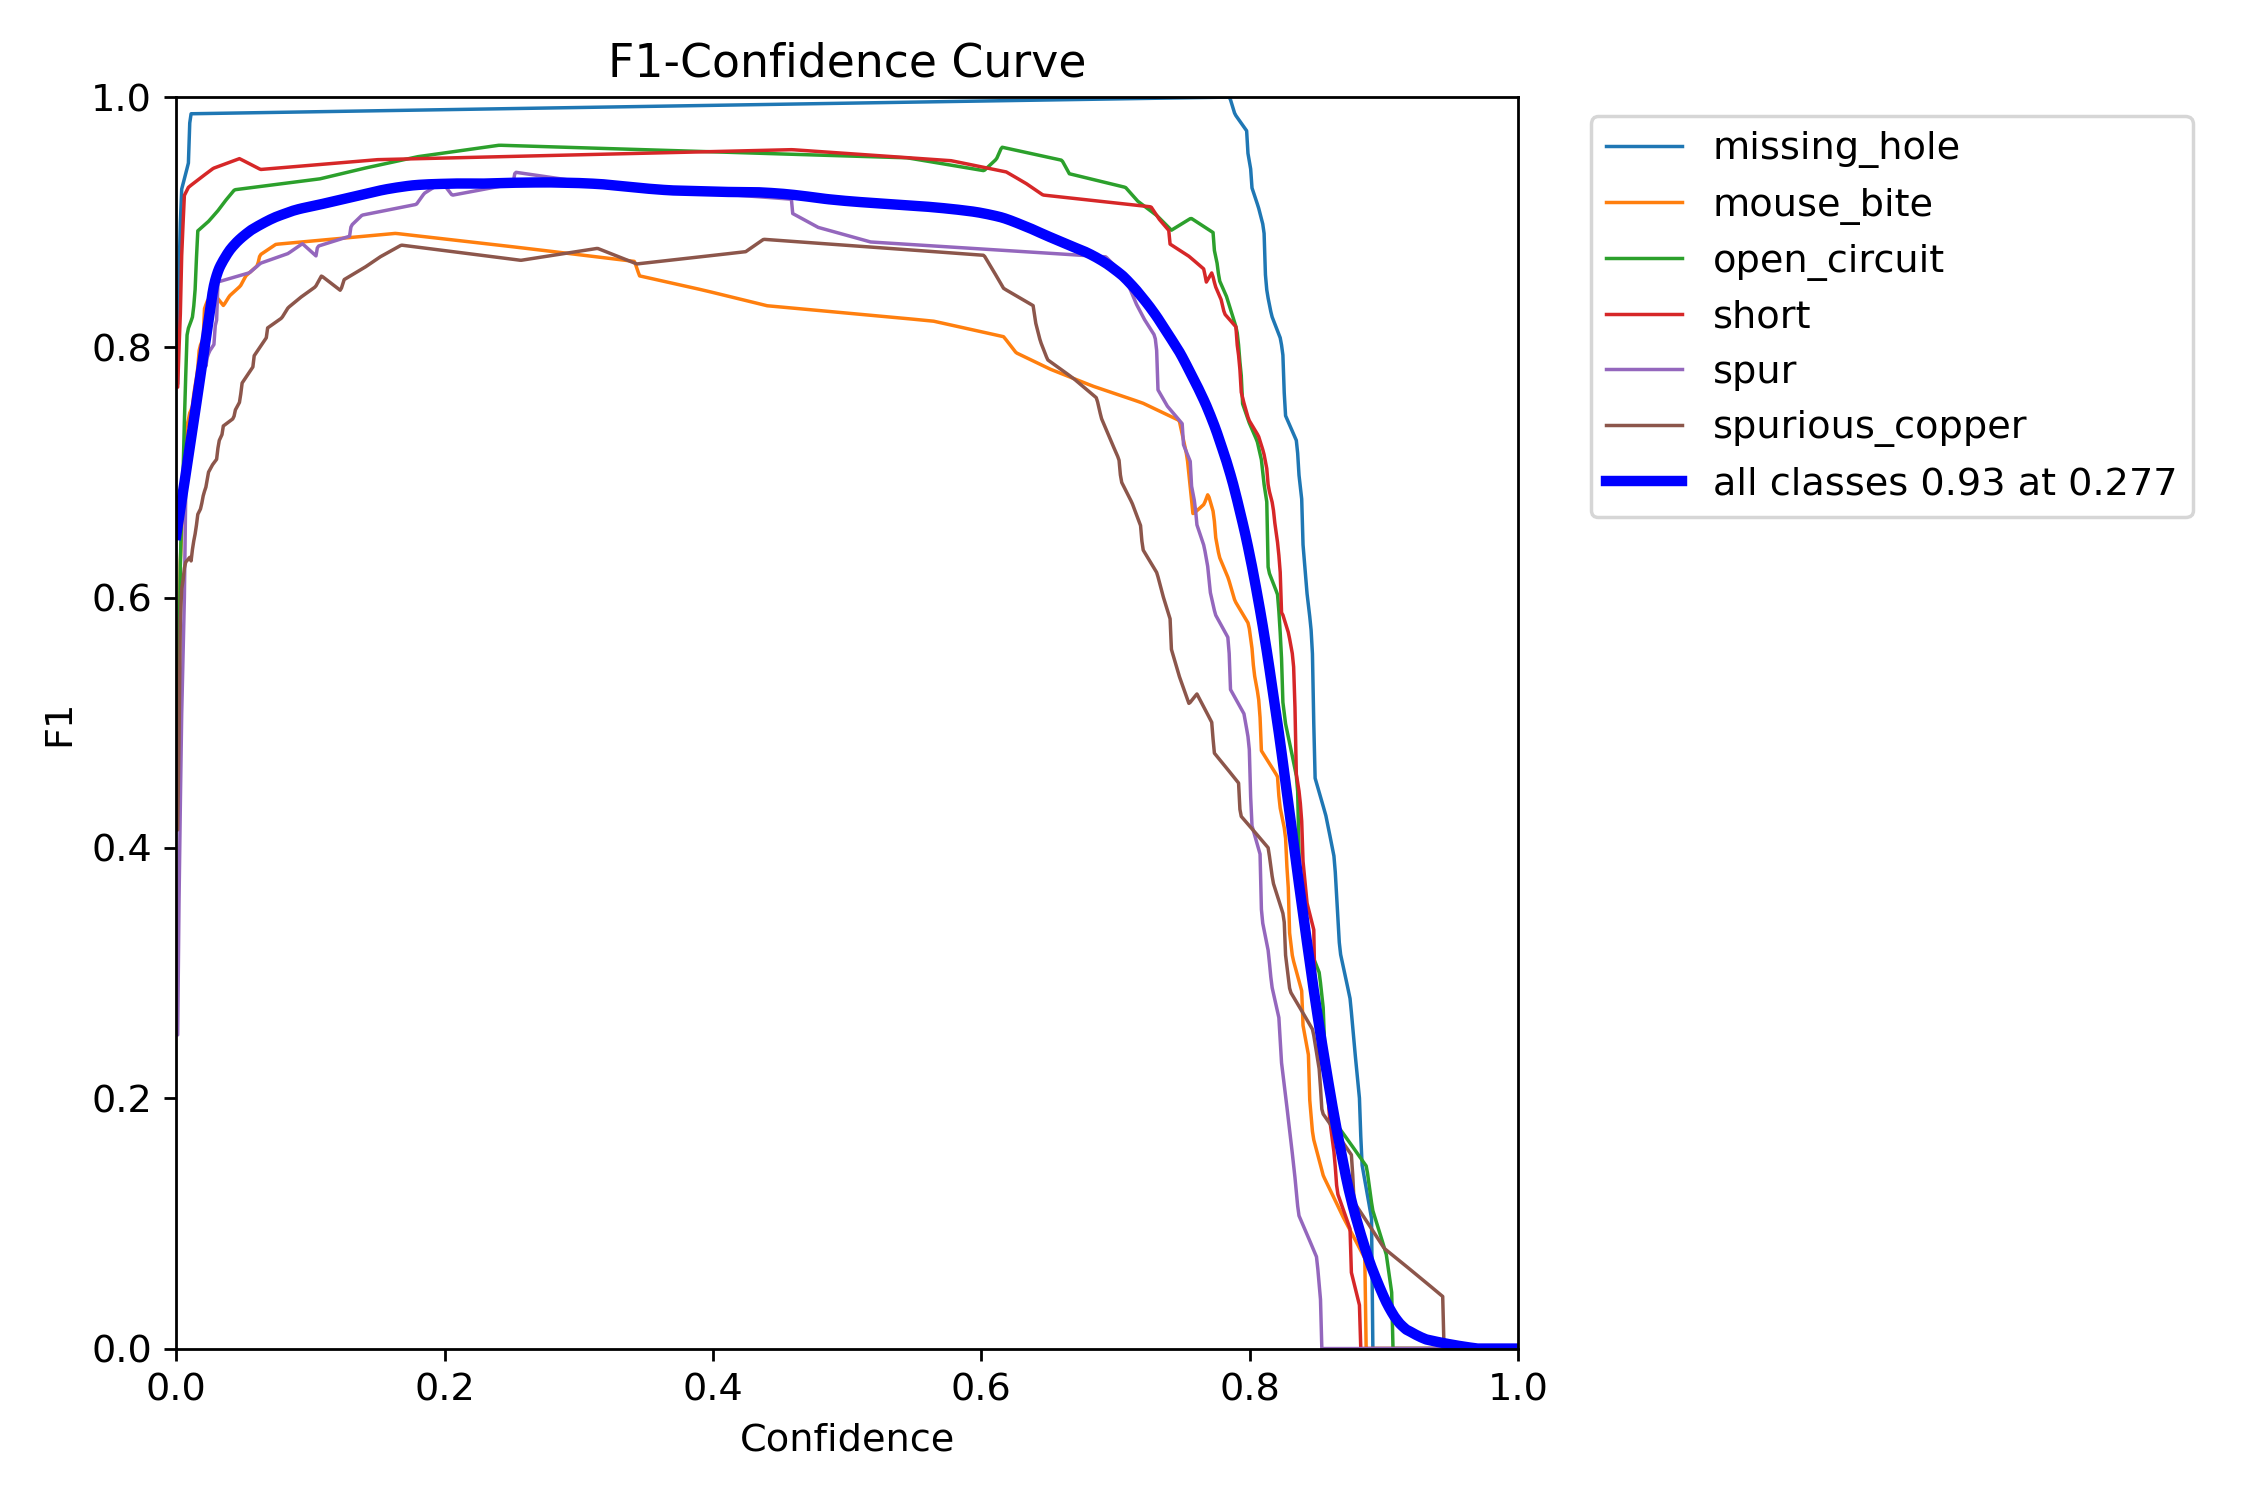 F1-Confidence Curve
1.0
0.8
0.6
0.4
0.2
0.0
F1
0.0 0.2 0.4 0.6 0.8 1.0
Confidence
missing_hole
mouse_bite
open_circuit
short
spur
spurious_copper
all classes 0.93 at 0.277